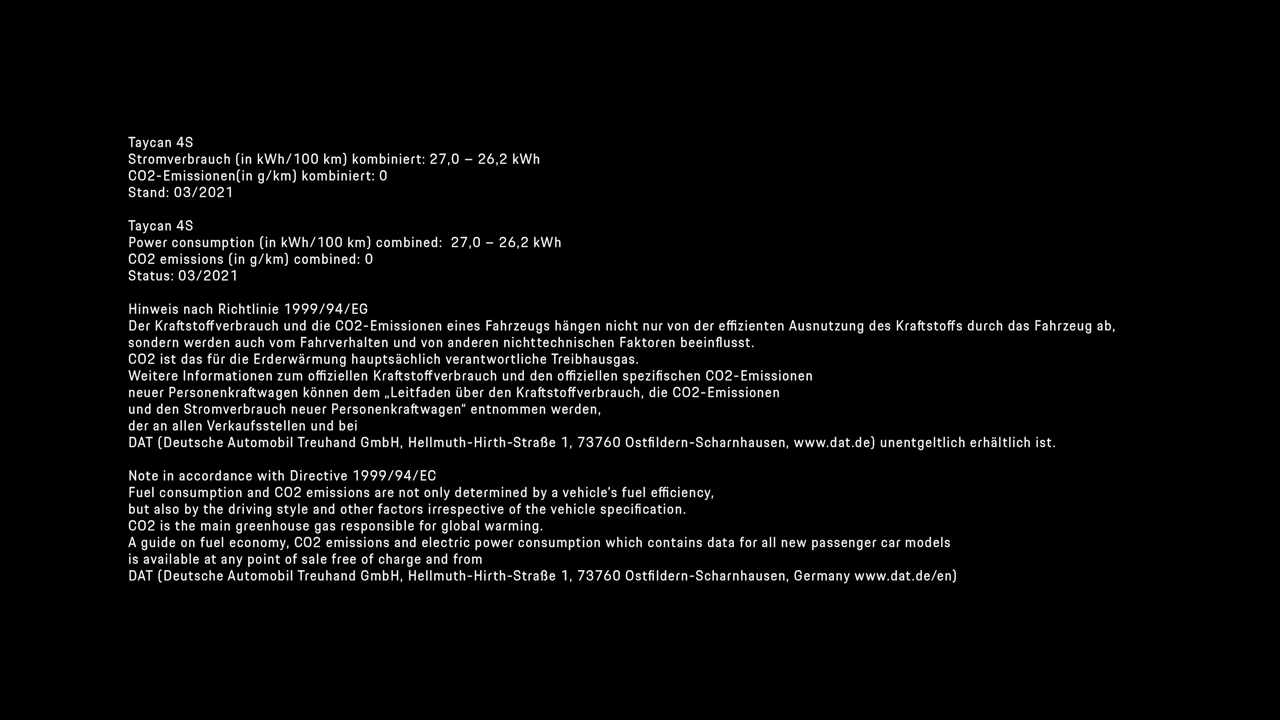 Taycan 4S
Stromverbrauch (in kWh/100 km) kombiniert: 27,0 – 26,2 kWh
CO2-Emissionen(in g/km) kombiniert: 0
Stand: 03/2021
Taycan 4S
Power consumption (in kWh/100 km) combined:  27,0 – 26,2 kWh
CO2 emissions (in g/km) combined: 0
Status: 03/2021
Hinweis nach Richtlinie 1999/94/EG
Der Kraftstoffverbrauch und die CO2-Emissionen eines Fahrzeugs hängen nicht nur von der effizienten Ausnutzung des Kraftstoffs durch das Fahrzeug ab,
sondern werden auch vom Fahrverhalten und von anderen nichttechnischen Faktoren beeinflusst.
CO2 ist das für die Erderwärmung hauptsächlich verantwortliche Treibhausgas.
Weitere Informationen zum offiziellen Kraftstoffverbrauch und den offiziellen spezifischen CO2-Emissionen
neuer Personenkraftwagen können dem „Leitfaden über den Kraftstoffverbrauch, die CO2-Emissionen
und den Stromverbrauch neuer Personenkraftwagen“ entnommen werden,
der an allen Verkaufsstellen und bei
DAT (Deutsche Automobil Treuhand GmbH, Hellmuth-Hirth-Straße 1, 73760 Ostfildern-Scharnhausen, www.dat.de) unentgeltlich erhältlich ist.
Note in accordance with Directive 1999/94/EC
Fuel consumption and CO2 emissions are not only determined by a vehicle’s fuel efficiency,
but also by the driving style and other factors irrespective of the vehicle specification.
CO2 is the main greenhouse gas responsible for global warming.
A guide on fuel economy, CO2 emissions and electric power consumption which contains data for all new passenger car models
is available at any point of sale free of charge and from
DAT (Deutsche Automobil Treuhand GmbH, Hellmuth-Hirth-Straße 1, 73760 Ostfildern-Scharnhausen, Germany www.dat.de/en)